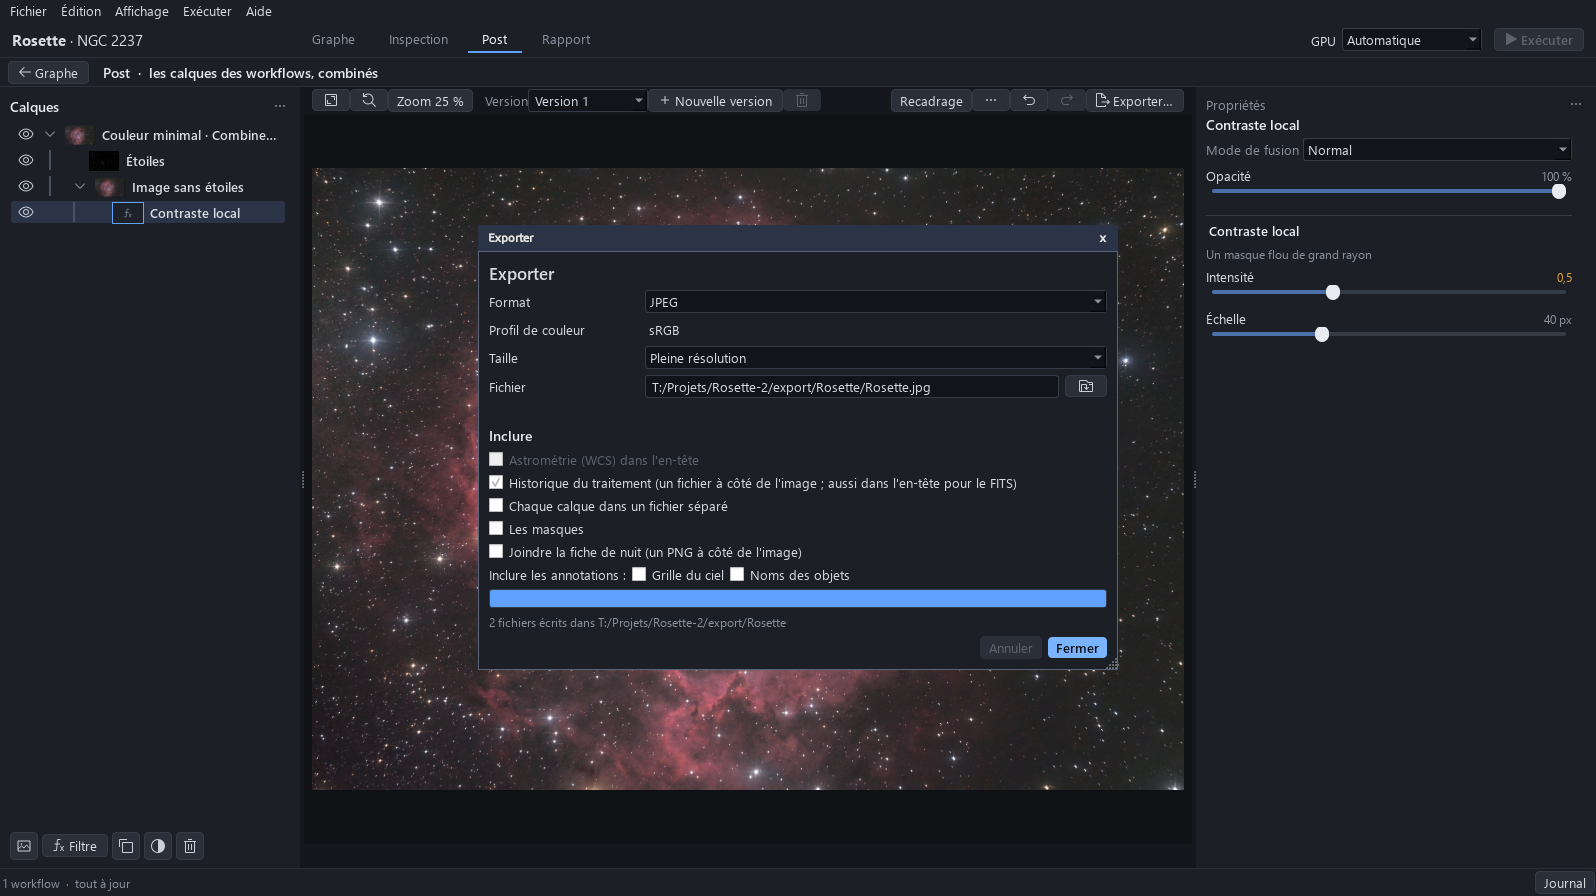 Fichier Édition Affichage Exécuter Aide
Rosette · NGC 2237
Graphe Inspection Post Rapport
GPU Automatique Exécuter
Graphe Post · les calques des workflows, combinés
Calques ...
Couleur minimal · Combine...
Étoiles
Image sans étoiles
fx Contraste local
Zoom 25 % Version Version 1 + Nouvelle version Recadrage ... Exporter...
Propriétés ...
Contraste local
Mode de fusion Normal
Opacité 100 %
Contraste local
Un masque flou de grand rayon
Intensité 0,5
Échelle 40 px
Exporter x
Exporter
Format JPEG
Profil de couleur sRGB
Taille Pleine résolution
Fichier T:/Projets/Rosette-2/export/Rosette/Rosette.jpg
Inclure
Astrométrie (WCS) dans l'en-tête
Historique du traitement (un fichier à côté de l'image ; aussi dans l'en-tête pour le FITS)
Chaque calque dans un fichier séparé
Les masques
Joindre la fiche de nuit (un PNG à côté de l'image)
Inclure les annotations : Grille du ciel Noms des objets
2 fichiers écrits dans T:/Projets/Rosette-2/export/Rosette
Annuler Fermer
fx Filtre
1 workflow · tout à jour
Journal